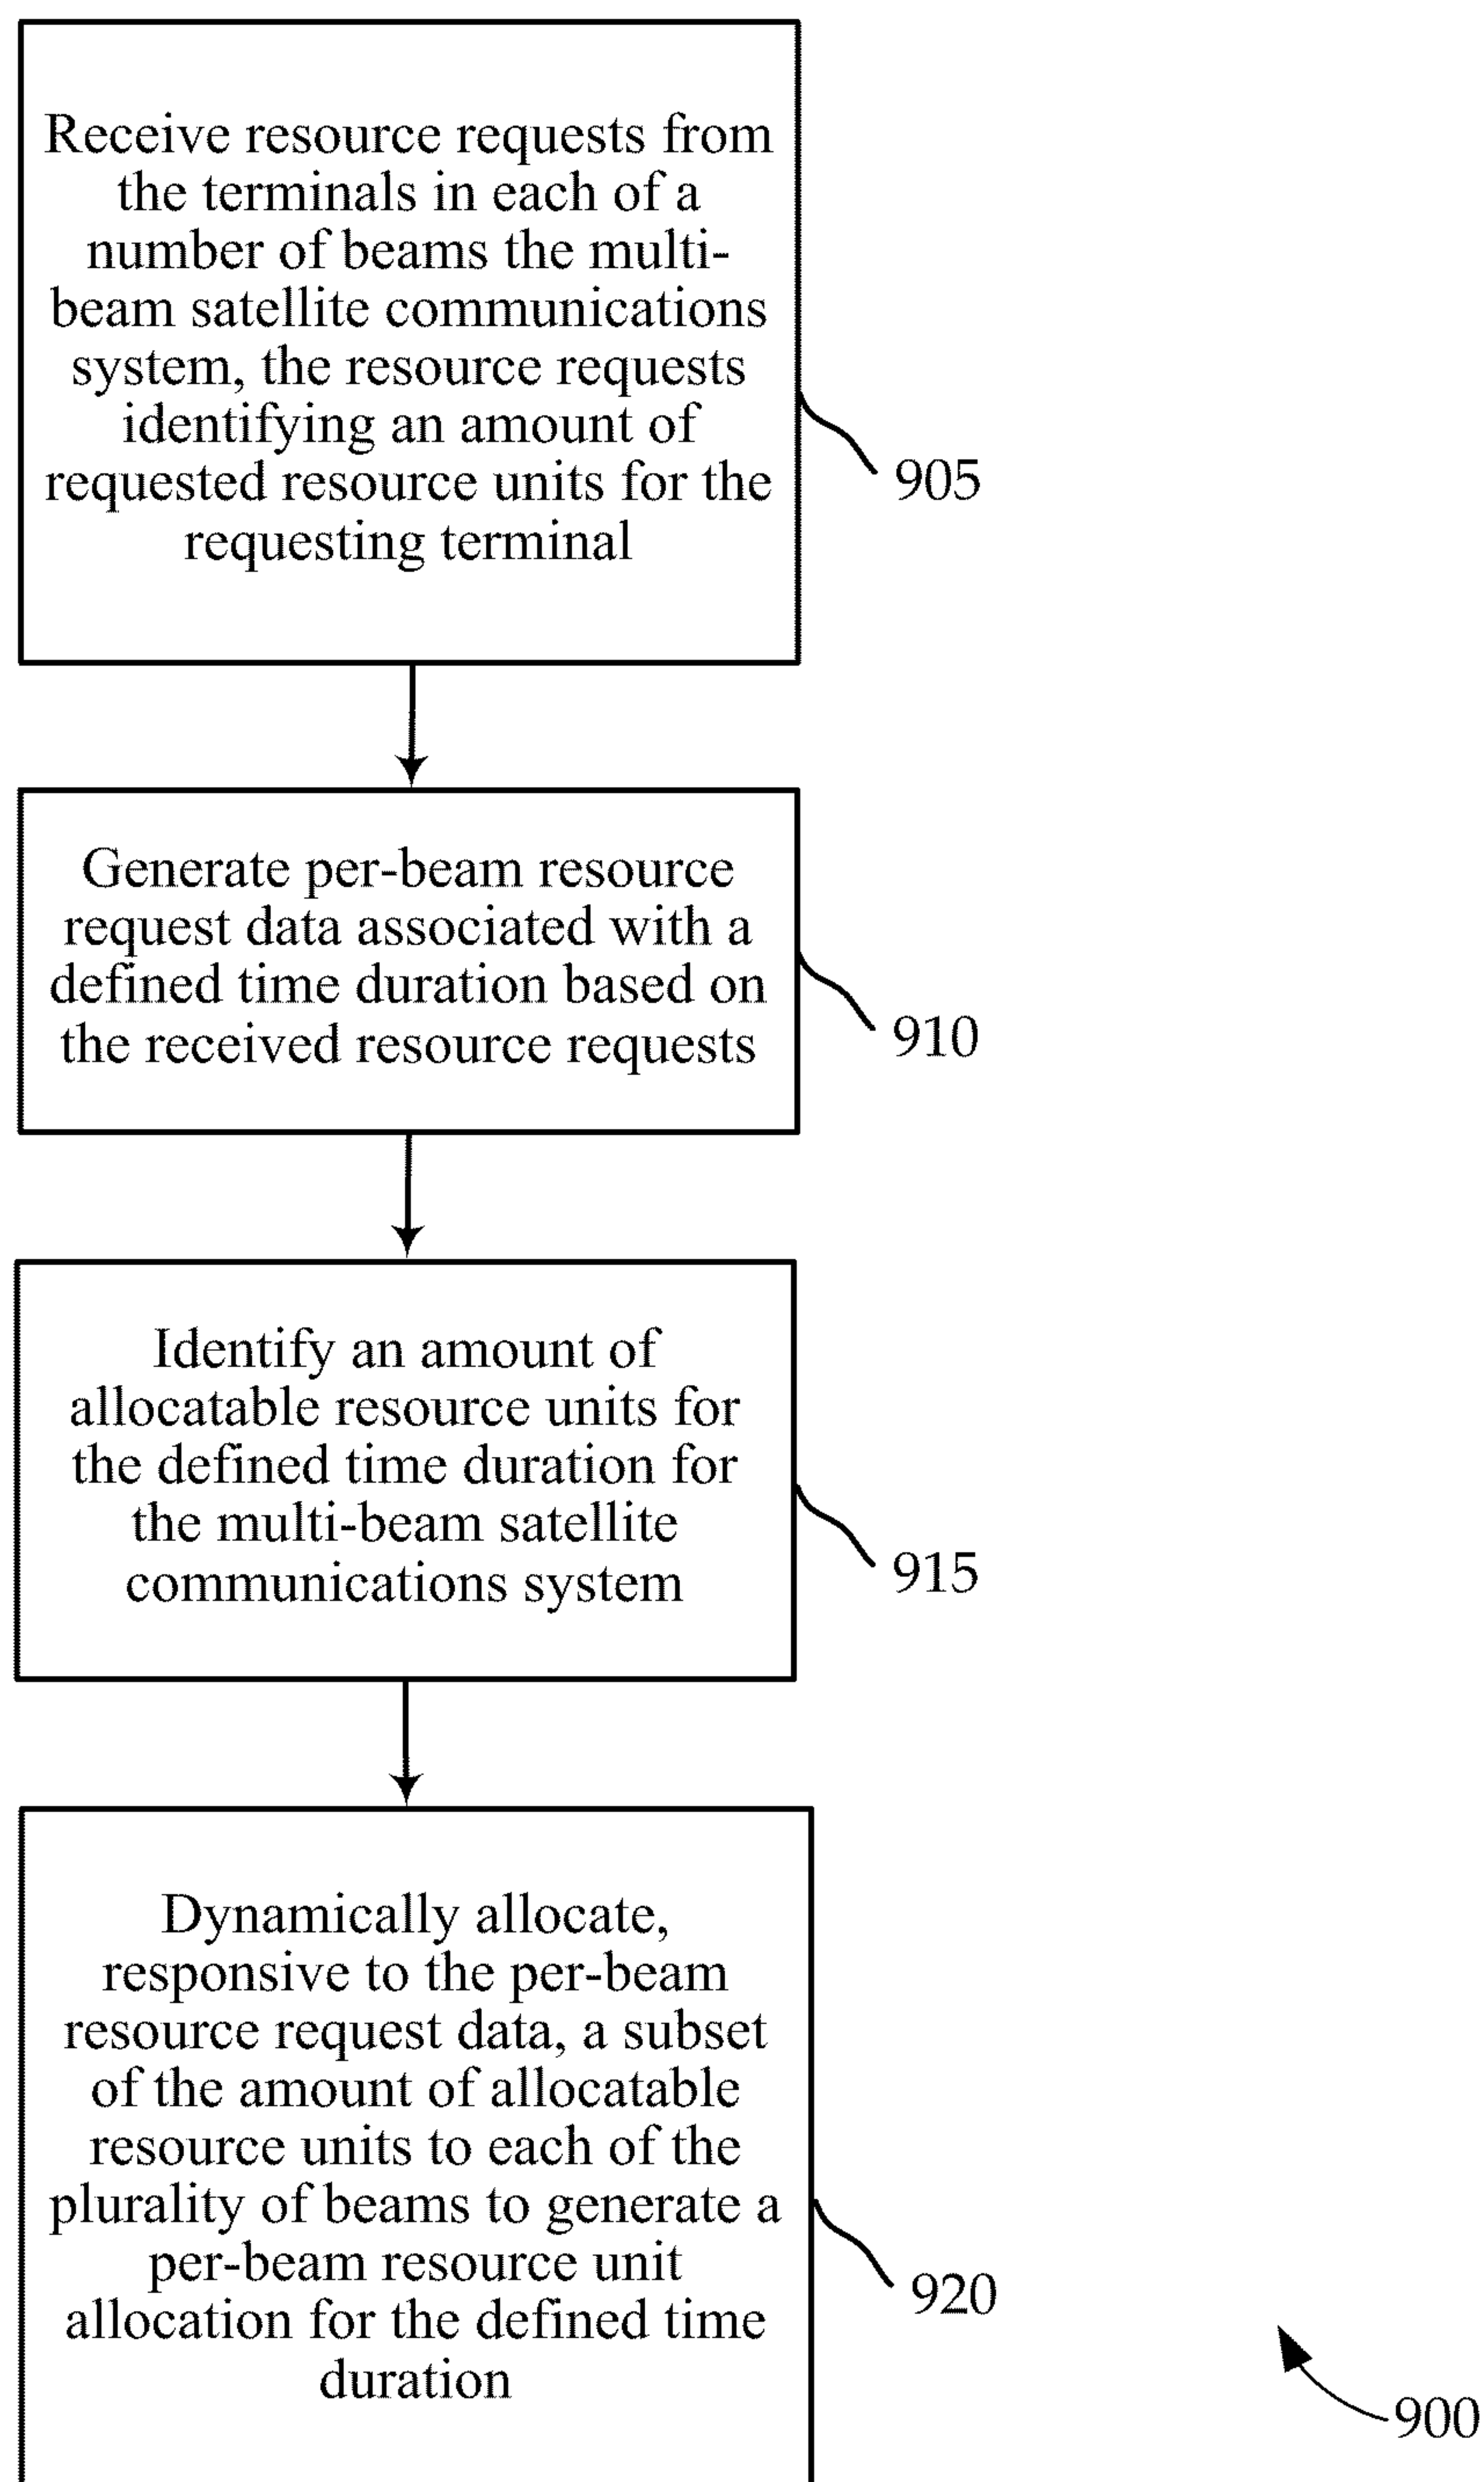 Receive resource requests from
the terminals in each of a
number of beams the multi-
beam satellite communications
system, the resource requests
identifying an amount of
requested resource units for the
requesting terminal
905
Generate per-beam resource
request data associated with a
defined time duration based on
the received resource requests
910
Identify an amount of
allocatable resource units for
the defined time duration for
the multi-beam satellite
communications system
915
Dynamically allocate,
responsive to the per-beam
resource request data, a subset
of the amount of allocatable
resource units to each of the
plurality of beams to generate a
per-beam resource unit
allocation for the defined time
duration
920
900